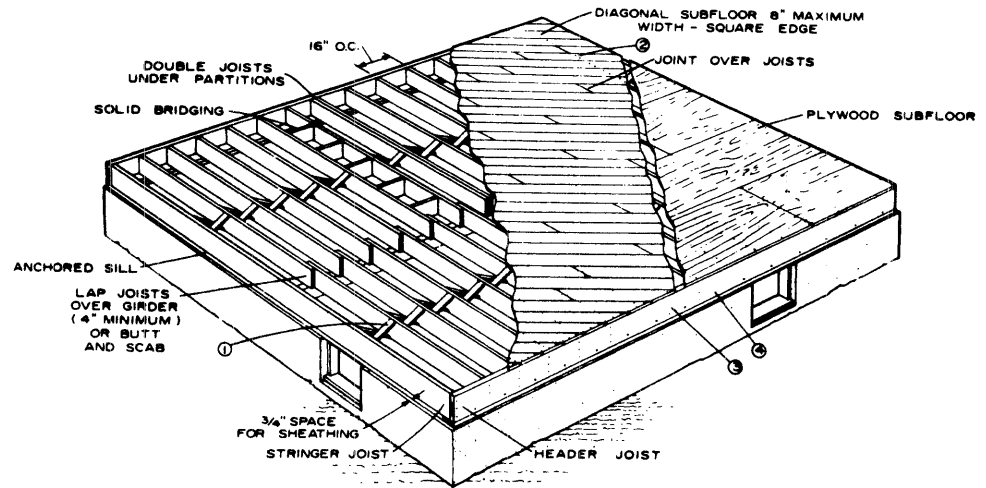 DIAGONAL SUBFLOOR 8" MAXIMUM
WIDTH - SQUARE EDGE
②
JOINT OVER JOISTS
16" O.C.
DOUBLE JOISTS
UNDER PARTITIONS
SOLID BRIDGING
PLYWOOD SUBFLOOR
ANCHORED SILL
LAP JOISTS
OVER GIRDER
( 4" MINIMUM )
OR BUTT
AND SCAB
①
③
④
3/4" SPACE
FOR SHEATHING
STRINGER JOIST
HEADER JOIST